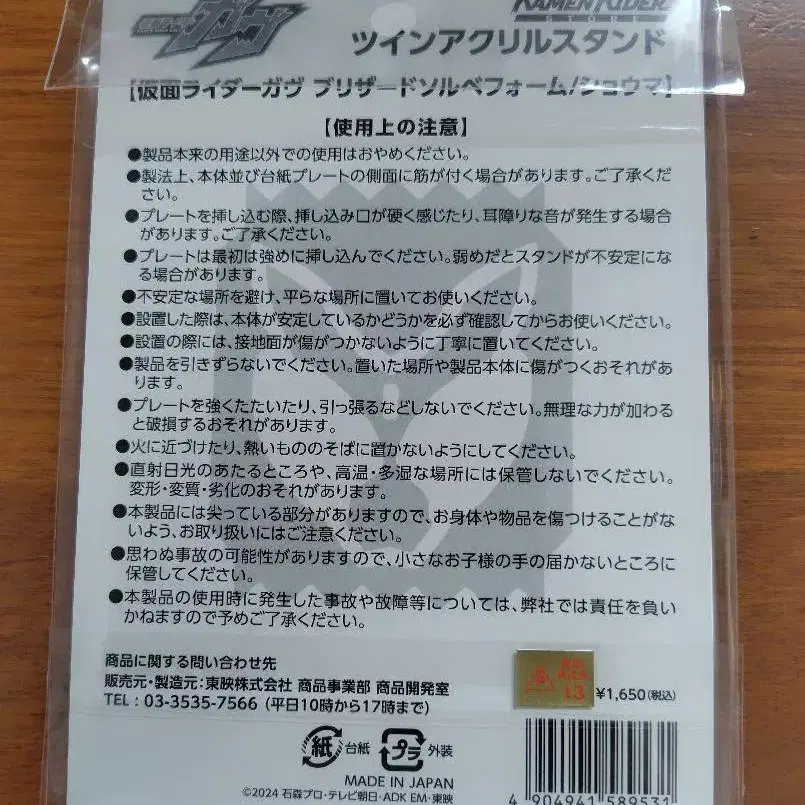 ガヴ
KAMEN RIDER
STORE
ツインアクリルスタンド
【仮面ライダーガヴ ブリザードソルベフォーム/ショウマ】
【使用上の注意】
●製品本来の用途以外での使用はおやめください。
●製法上、本体並び台紙プレートの側面に筋が付く場合があります。ご了承くだ
さい。
●プレートを挿し込む際、挿し込み口が硬く感じたり、耳障りな音が発生する場合
があります。ご了承ください。
●プレートは最初は強めに挿し込んでください。弱めだとスタンドが不安定にな
る場合があります。
●不安定な場所を避け、平らな場所に置いてお使いください。
●設置した際は、本体が安定しているかどうかを必ず確認してからお使いください。
●設置の際には、接地面が傷がつかないように丁寧に置いてください。
●製品を引きずらないでください。置いた場所や製品本体に傷がつくおそれがあ
ります。
●プレートを強くたたいたり、引っ張るなどしないでください。無理な力が加わる
と破損するおそれがあります。
●火に近づけたり、熱いもののそばに置かないようにしてください。
●直射日光のあたるところや、高温・多湿な場所には保管しないでください。
変形・変質・劣化のおそれがあります。
●本製品には尖っている部分がありますので、お身体や物品を傷つけることがな
いよう、お取り扱いにはご注意ください。
●思わぬ事故の可能性がありますので、小さなお子様の手の届かないところに
保管してください。
●本製品の使用時に発生した事故や故障等については、弊社では責任を負い
かねますので予めご了承ください。
商品に関する問い合わせ先
販売元・製造元:東映株式会社 商品事業部 商品開発室
TEL:03-3535-7566 (平日10時から17時まで)
13
¥1,650(税込)
紙 台紙 プラ 外装
MADE IN JAPAN
©2024 石森プロ・テレビ朝日・ADK EM・東映
4 904941 589531